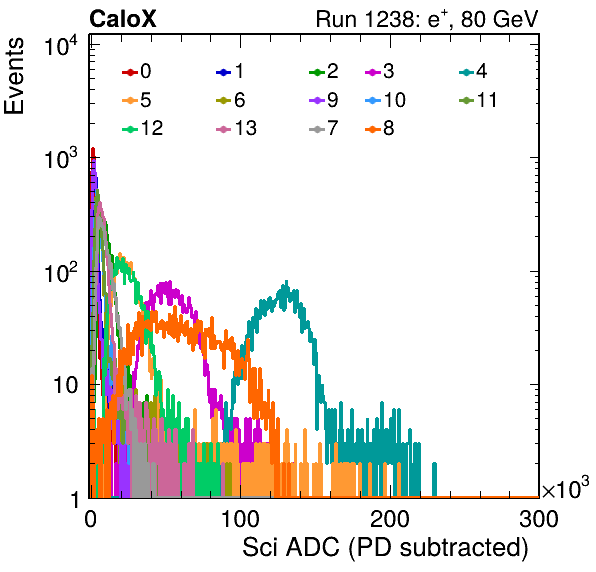 CaloX Run 1238: e⁺, 80 GeV
Events
10⁴
0 1 2 3 4
5 6 9 10 11
12 13 7 8
10³
10²
10
1
0 100 200 300
×10³
Sci ADC (PD subtracted)